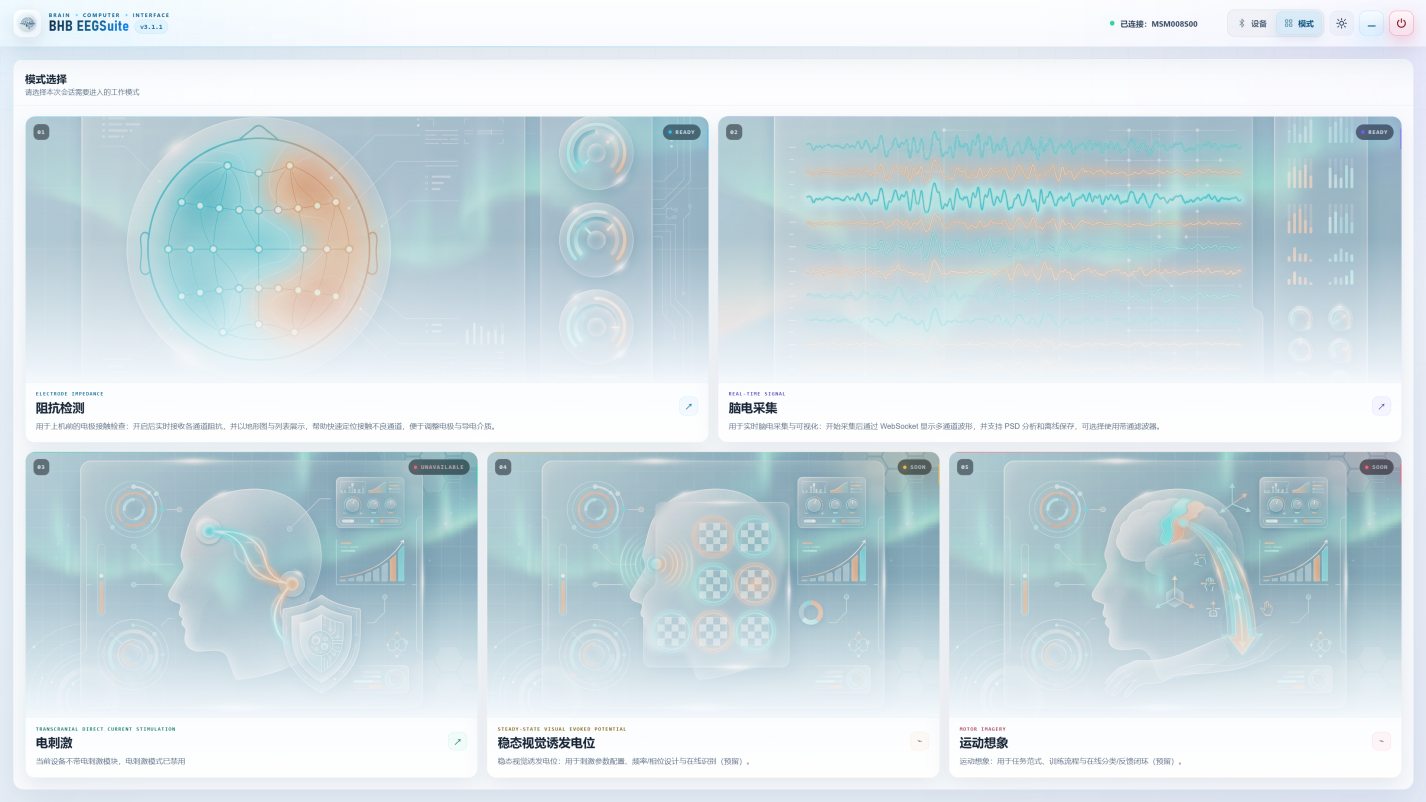 BRAIN • COMPUTER • INTERFACE
BHB EEGSuite v3.1.1
已连接: MSM008S00
设备
模式
模式选择
请选择本次会话需要进入的工作模式
01
READY
ELECTRODE IMPEDANCE
阻抗检测
用于上机前的电极接触检查：开启后实时接收各通道阻抗，并以地形图与列表展示，帮助快速定位接触不良通道，便于调整电极与导电介质。
02
READY
REAL-TIME SIGNAL
脑电采集
用于实时脑电采集与可视化：开始采集后通过 WebSocket 显示多通道波形，并支持 PSD 分析和离线保存，可选择使用带通滤波器。
03
UNAVAILABLE
TRANSCRANIAL DIRECT CURRENT STIMULATION
电刺激
当前设备不带电刺激模块，电刺激模式已禁用
04
SOON
STEADY-STATE VISUAL EVOKED POTENTIAL
稳态视觉诱发电位
稳态视觉诱发电位：用于刺激参数配置、频率/相位设计与在线识别（预留）。
05
SOON
MOTOR IMAGERY
运动想象
运动想象：用于任务范式、训练流程与在线分类/反馈闭环（预留）。